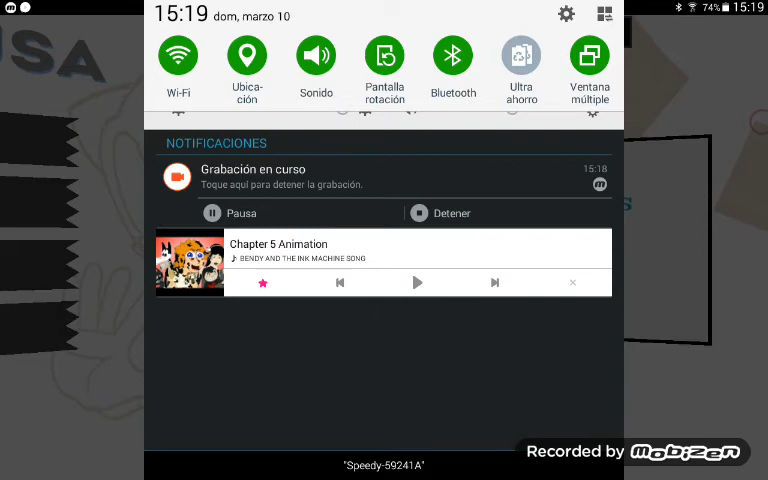 15:19 dom, marzo 10
74% 15:19
USA
Wi-Fi
Ubica-
ción
Sonido
Pantalla
rotación
Bluetooth
Ultra
ahorro
Ventana
múltiple
NOTIFICACIONES
Grabación en curso 15:18
Toque aquí para detener la grabación.
Pausa Detener
Chapter 5 Animation
BENDY AND THE INK MACHINE SONG
Recorded by Mobizen
"Speedy-59241A"